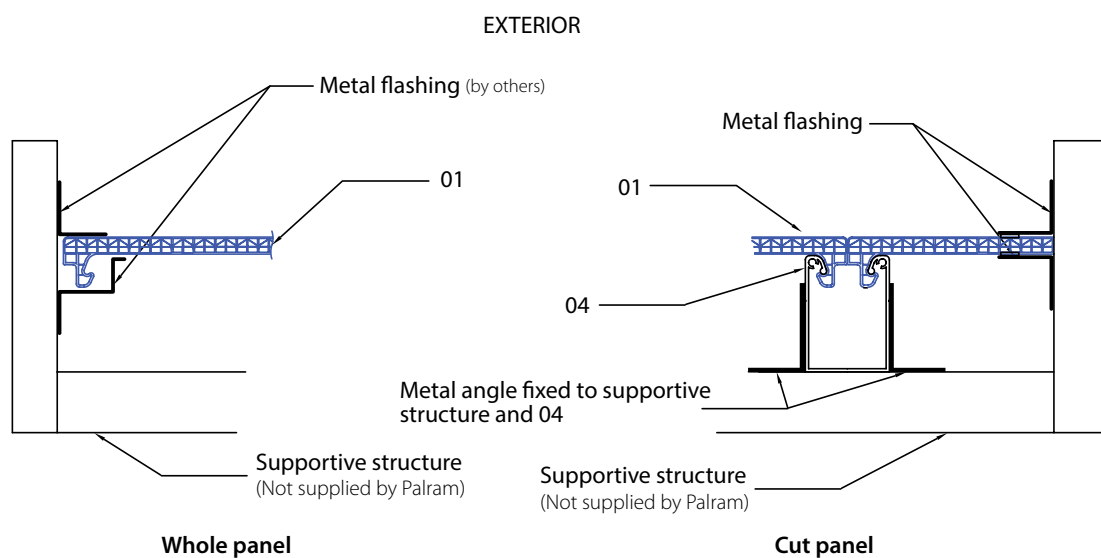 EXTERIOR
Metal flashing (by others)
01
Supportive structure
(Not supplied by Palram)
Whole panel
Metal flashing
01
04
Metal angle fixed to supportive
structure and 04
Supportive structure
(Not supplied by Palram)
Cut panel